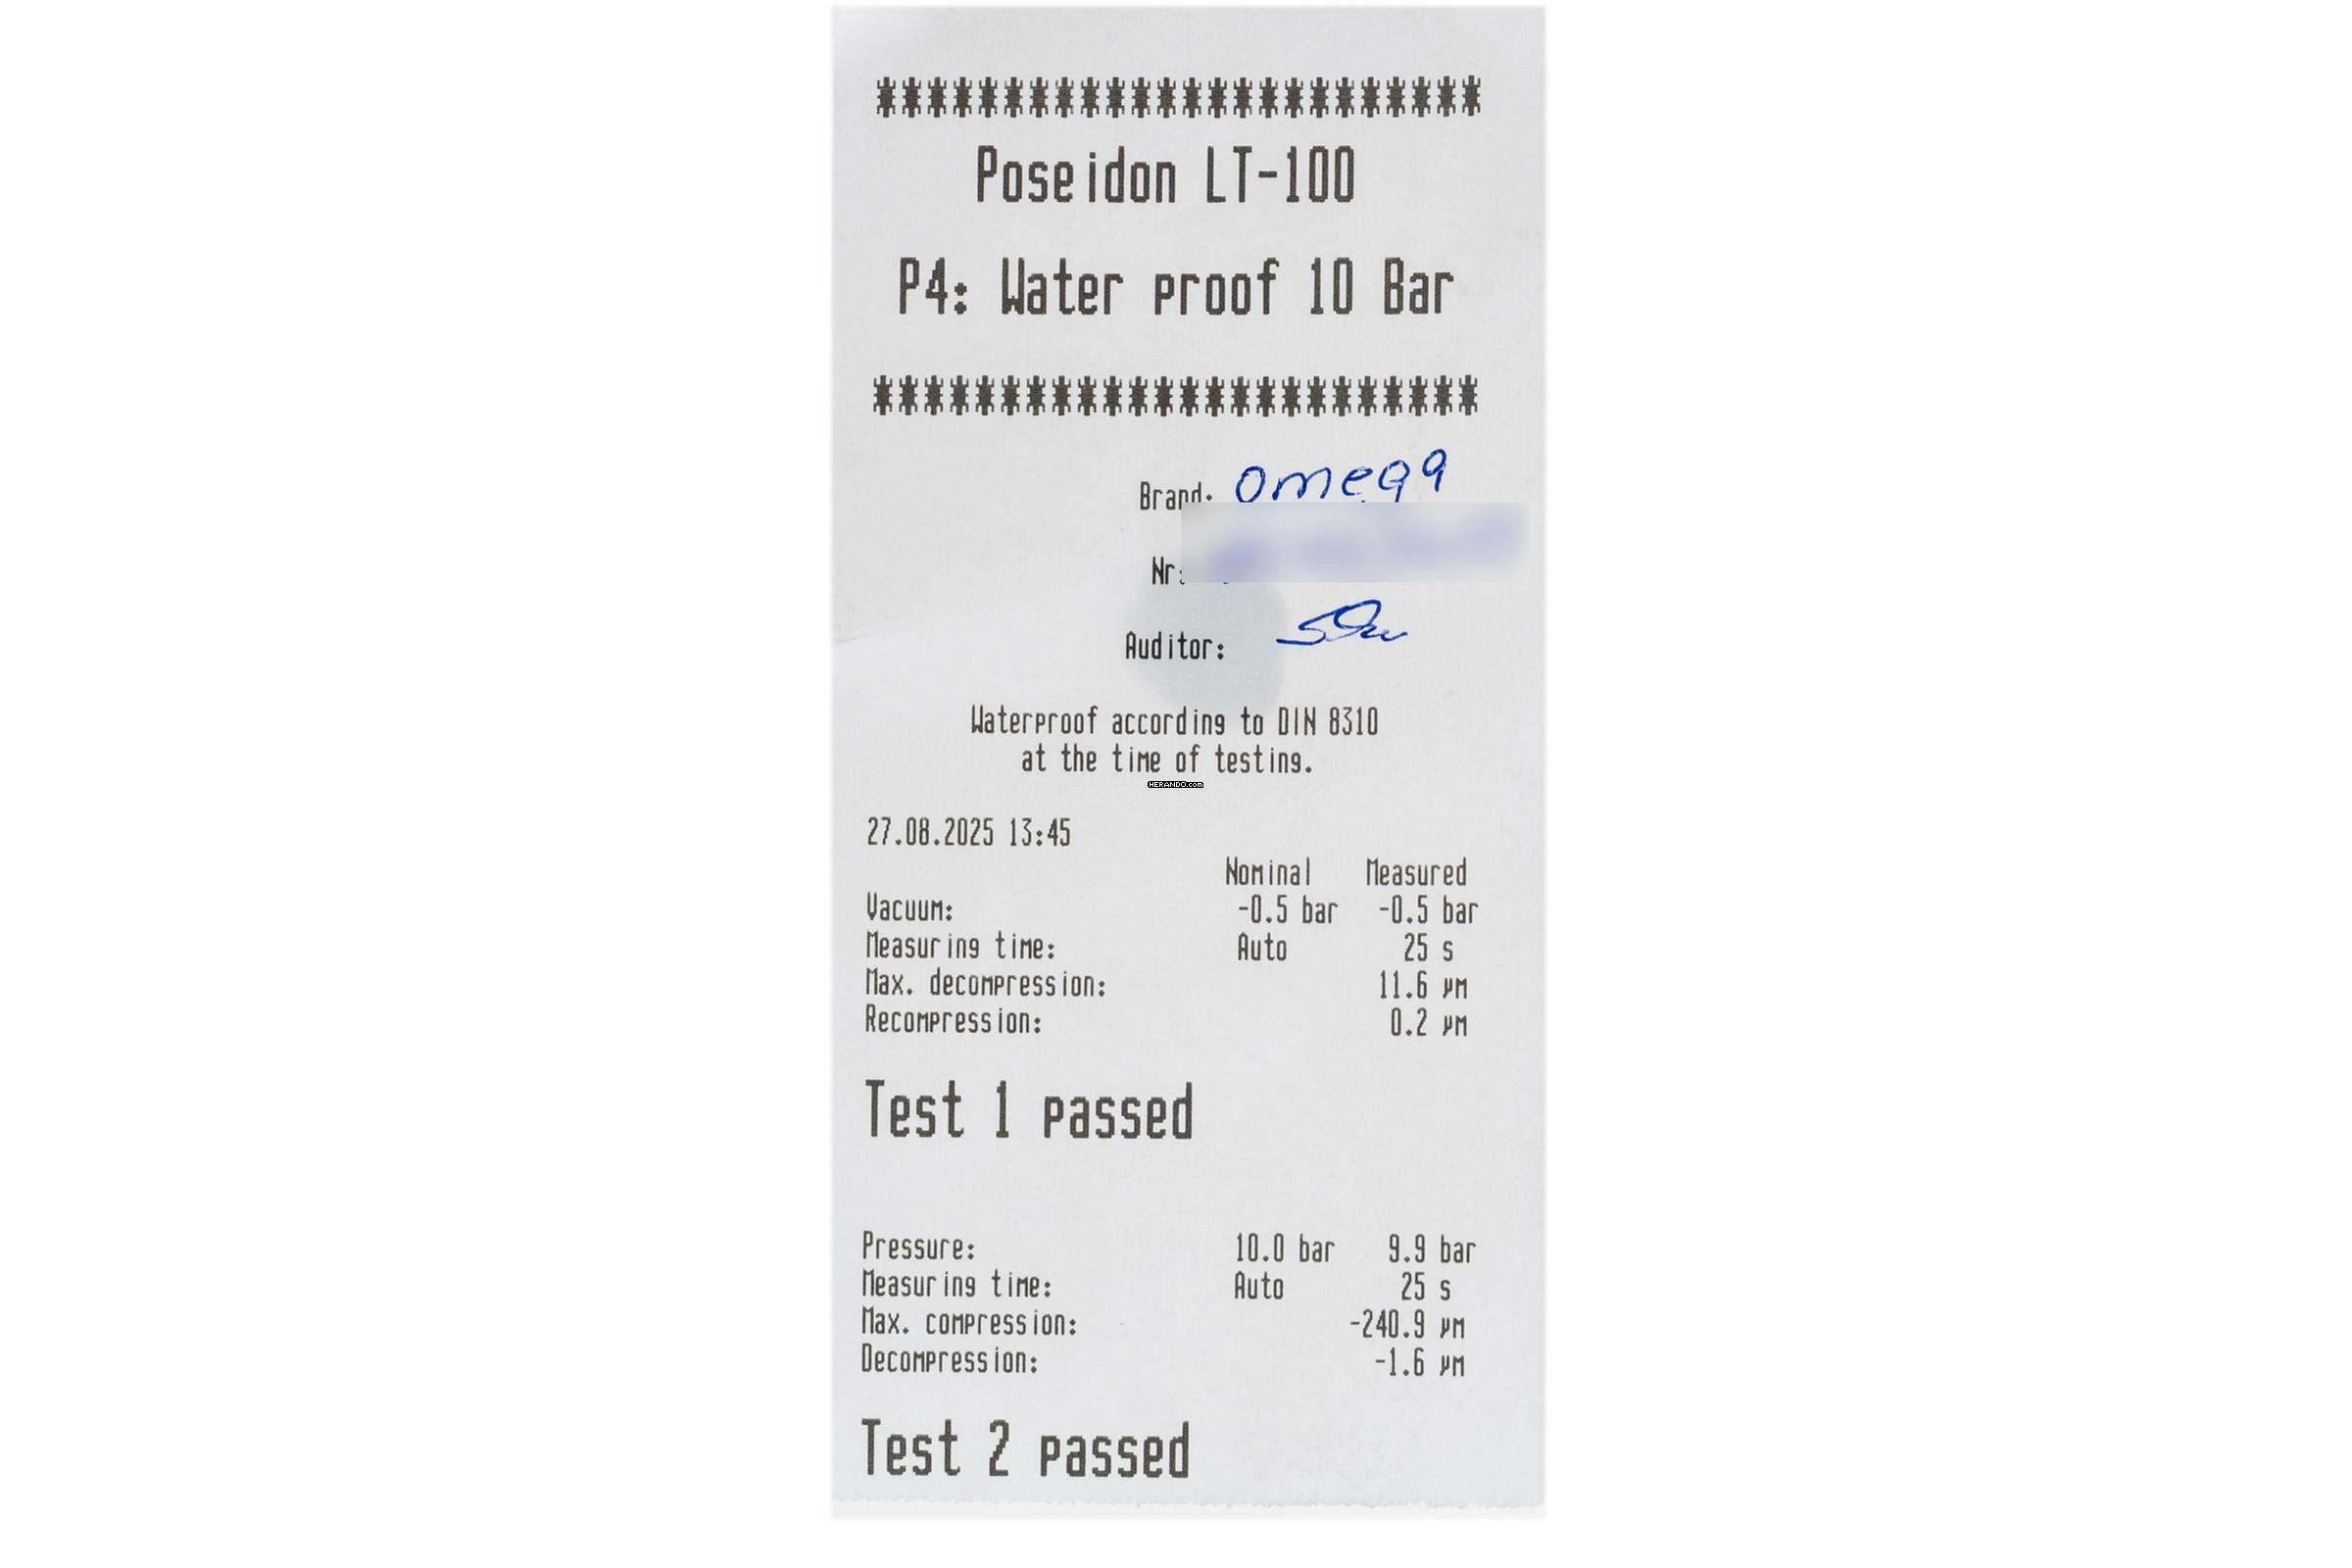 ************************
Poseidon LT-100
P4: Water proof 10 Bar
************************
Brand: Omega
Nr:
Auditor:
Waterproof according to DIN 8310
at the time of testing.
HERANDO.com
27.08.2025 13:45
Nominal Measured
Vacuum: -0.5 bar -0.5 bar
Measuring time: Auto 25 s
Max. decompression: 11.6 µm
Recompression: 0.2 µm
Test 1 passed
Pressure: 10.0 bar 9.9 bar
Measuring time: Auto 25 s
Max. compression: -240.9 µm
Decompression: -1.6 µm
Test 2 passed